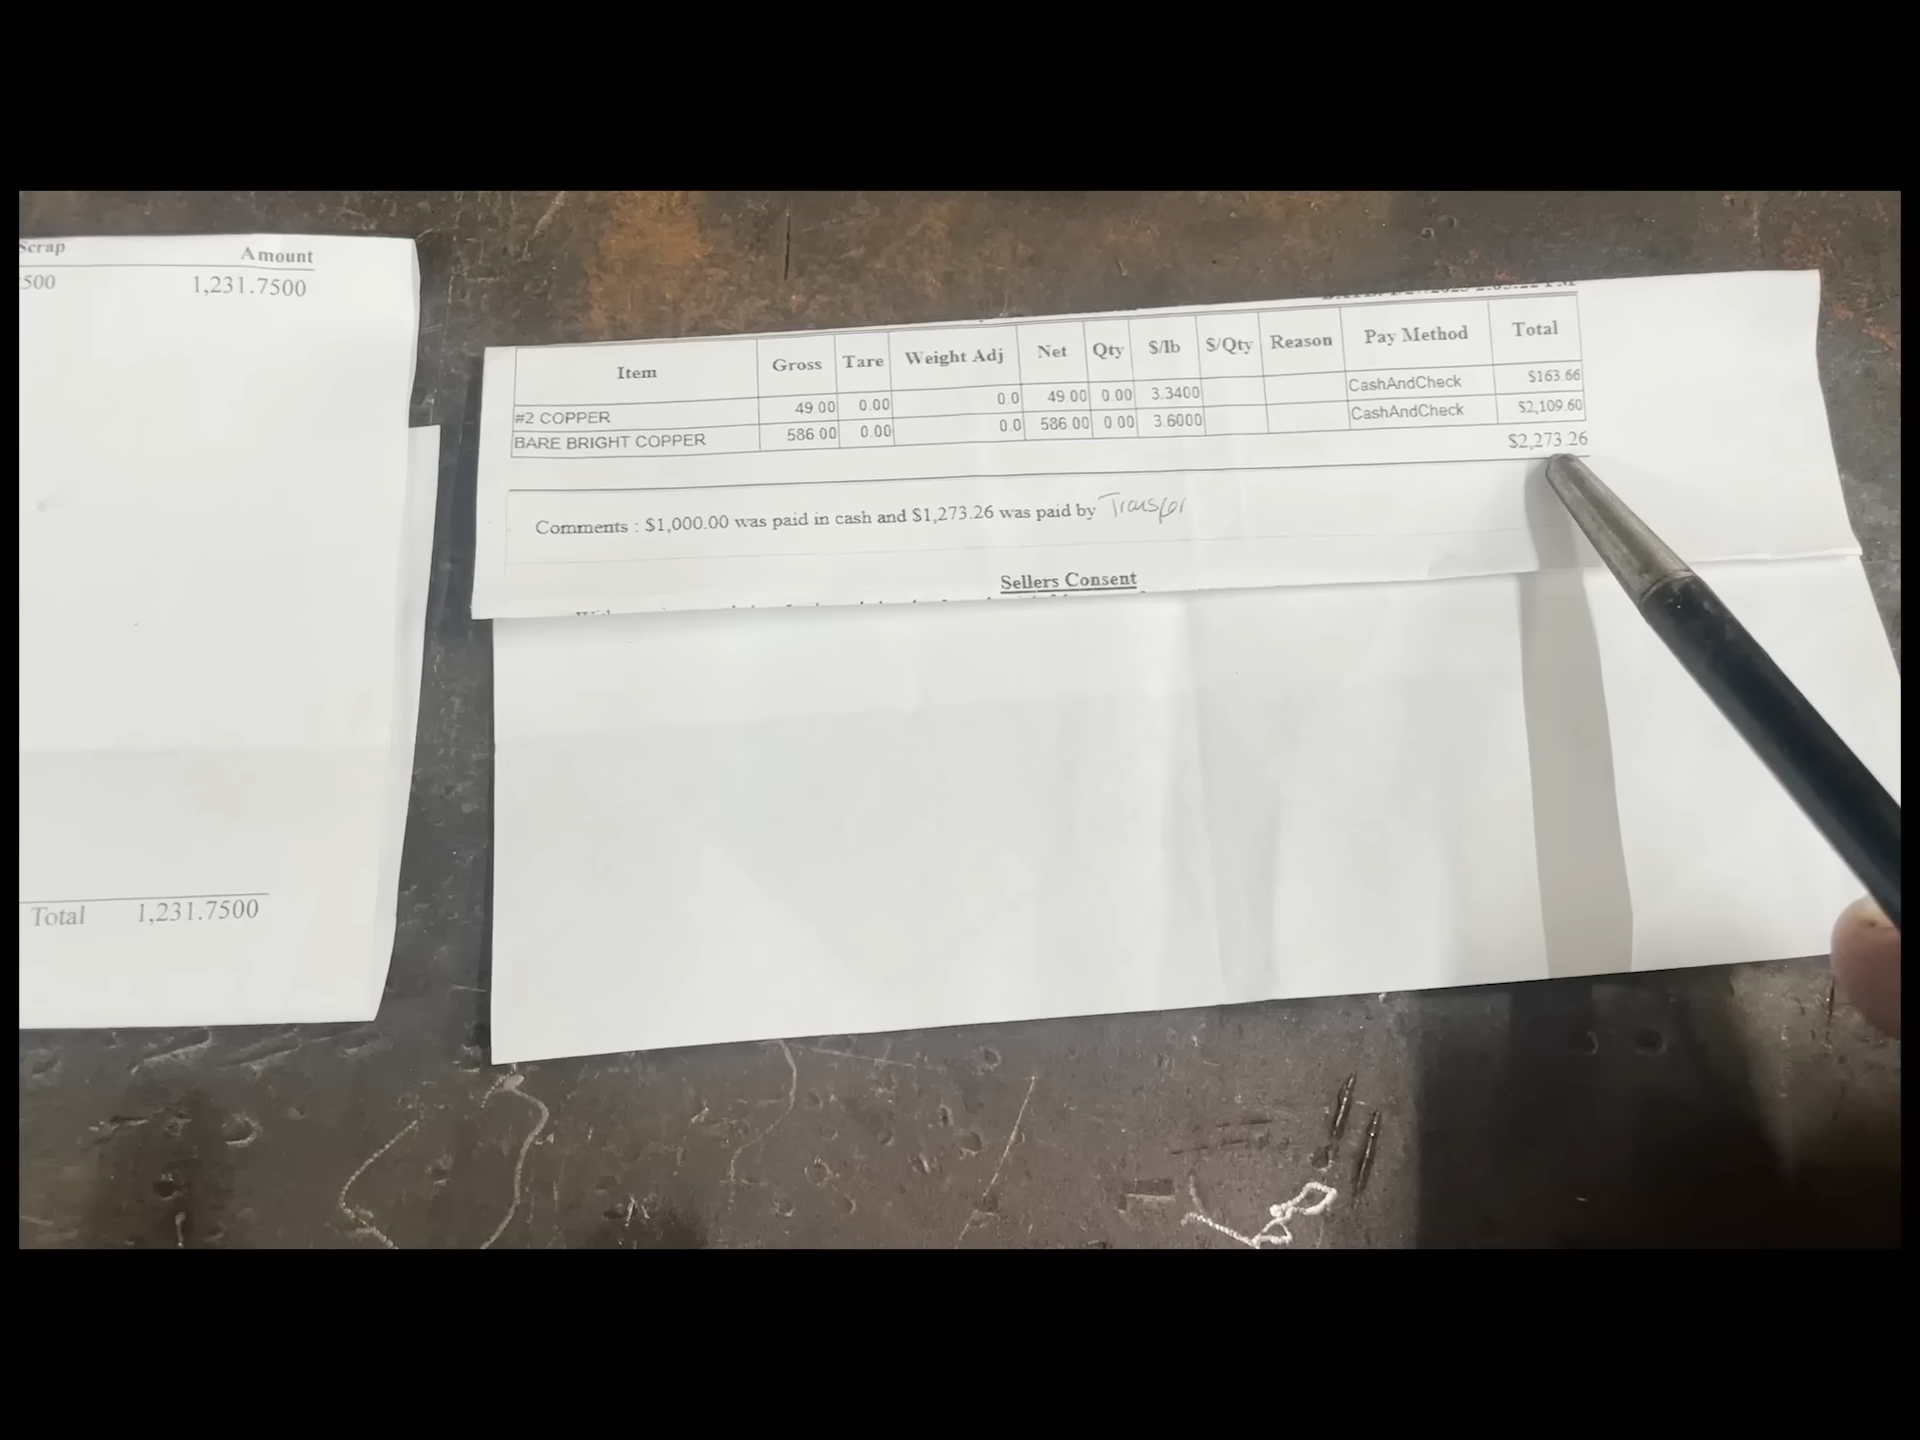 Scrap Amount
500 1,231.7500
Total 1,231.7500
Item Gross Tare Weight Adj Net Qty $/lb $/Qty Reason Pay Method Total
#2 COPPER 49.00 0.00 0.0 49.00 0.00 3.3400 CashAndCheck $163.66
BARE BRIGHT COPPER 586.00 0.00 0.0 586.00 0.00 3.6000 CashAndCheck $2,109.60
$2,273.26
Comments : $1,000.00 was paid in cash and $1,273.26 was paid by Transfer
Sellers Consent